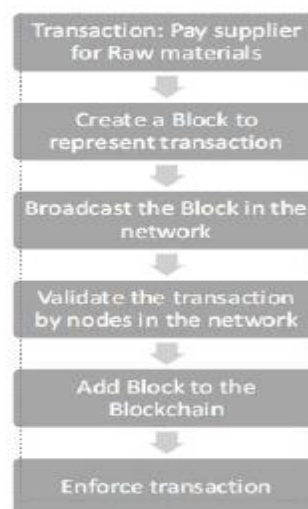 Transaction: Pay supplier
for Raw materials
Create a Block to
represent transaction
Broadcast the Block in the
network
Validate the transaction
by nodes in the network
Add Block to the
Blockchain
Enforce transaction